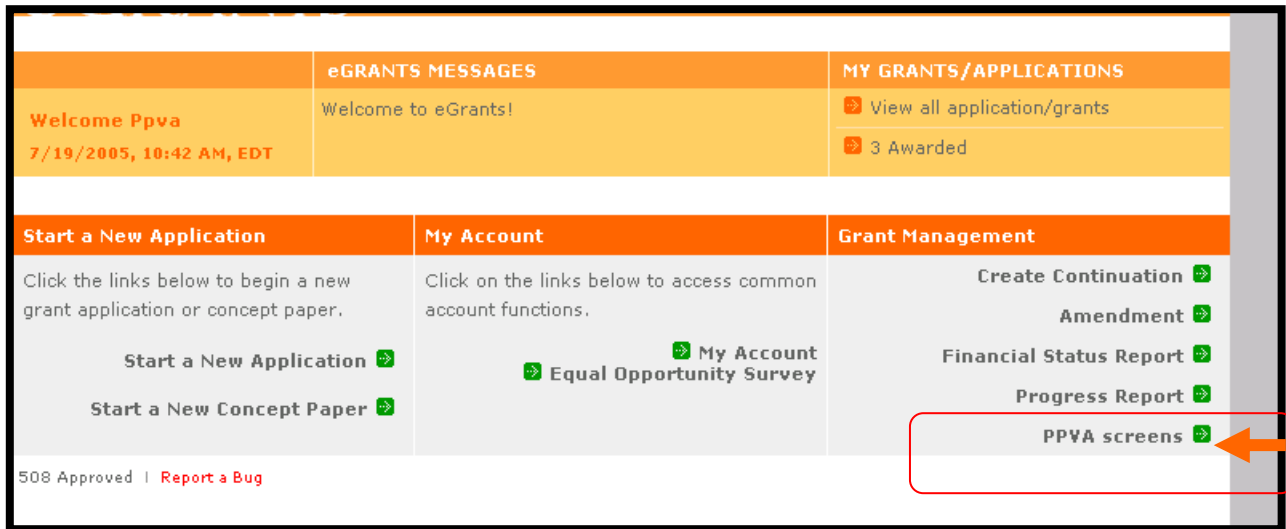 eGRANTS MESSAGES
MY GRANTS/APPLICATIONS
Welcome Ppva
7/19/2005, 10:42 AM, EDT
Welcome to eGrants!
View all application/grants
3 Awarded
Start a New Application
Click the links below to begin a new
grant application or concept paper.
Start a New Application
Start a New Concept Paper
My Account
Click on the links below to access common
account functions.
My Account
Equal Opportunity Survey
Grant Management
Create Continuation
Amendment
Financial Status Report
Progress Report
PPVA screens
508 Approved | Report a Bug